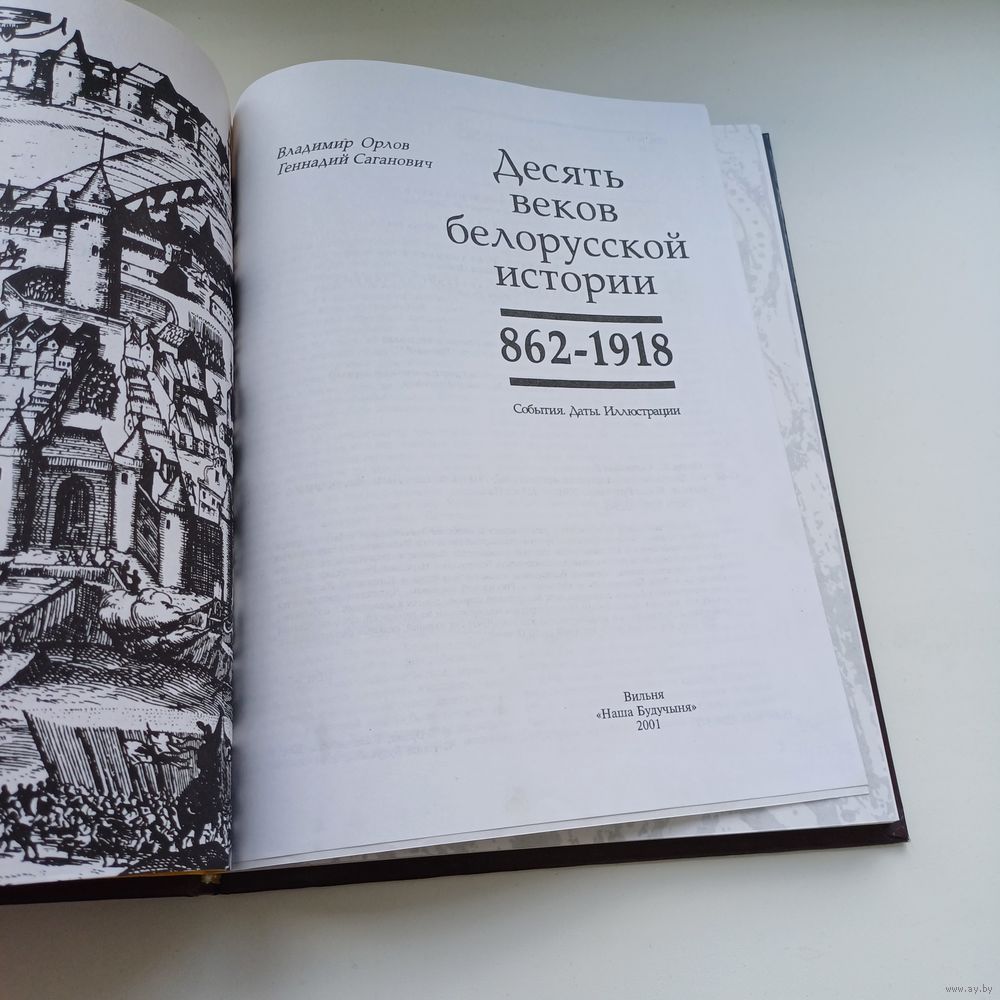 Владимир Орлов
Геннадий Саганович
Десять
веков
белорусской
истории
862-1918
События. Даты. Иллюстрации
Вильня
«Наша Будучыня»
2001
www.ay.by